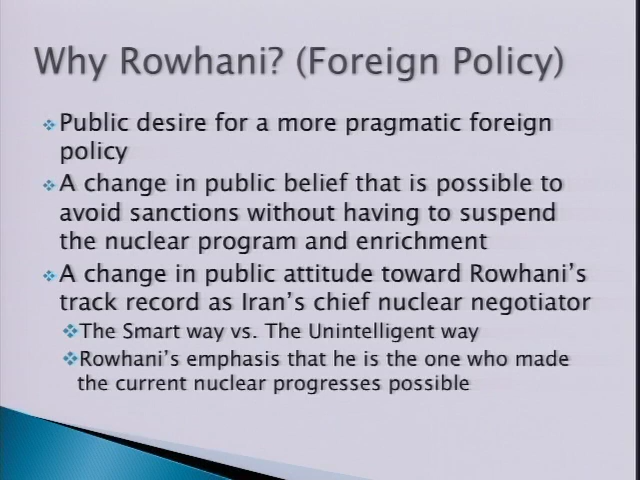 Why Rowhani? (Foreign Policy)
Public desire for a more pragmatic foreign
policy
A change in public belief that is possible to
avoid sanctions without having to suspend
the nuclear program and enrichment
A change in public attitude toward Rowhani's
track record as Iran's chief nuclear negotiator
The Smart way vs. The Unintelligent way
Rowhani's emphasis that he is the one who made
the current nuclear progresses possible